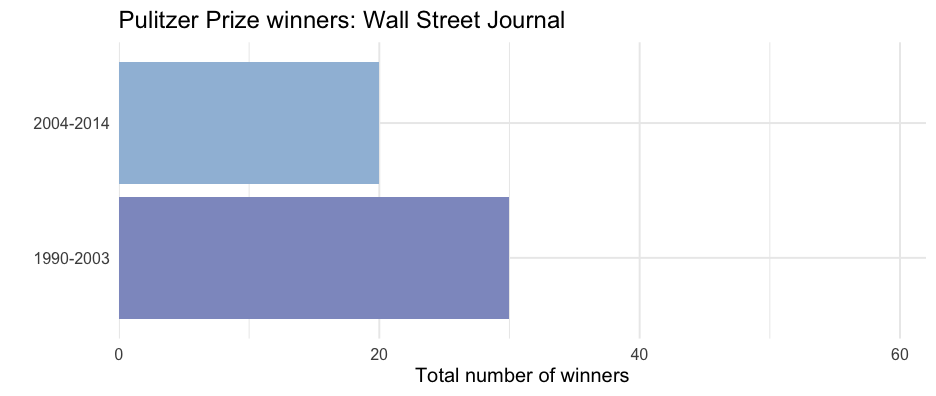 Pulitzer Prize winners: Wall Street Journal
2004-2014
1990-2003
0 20 40 60
Total number of winners